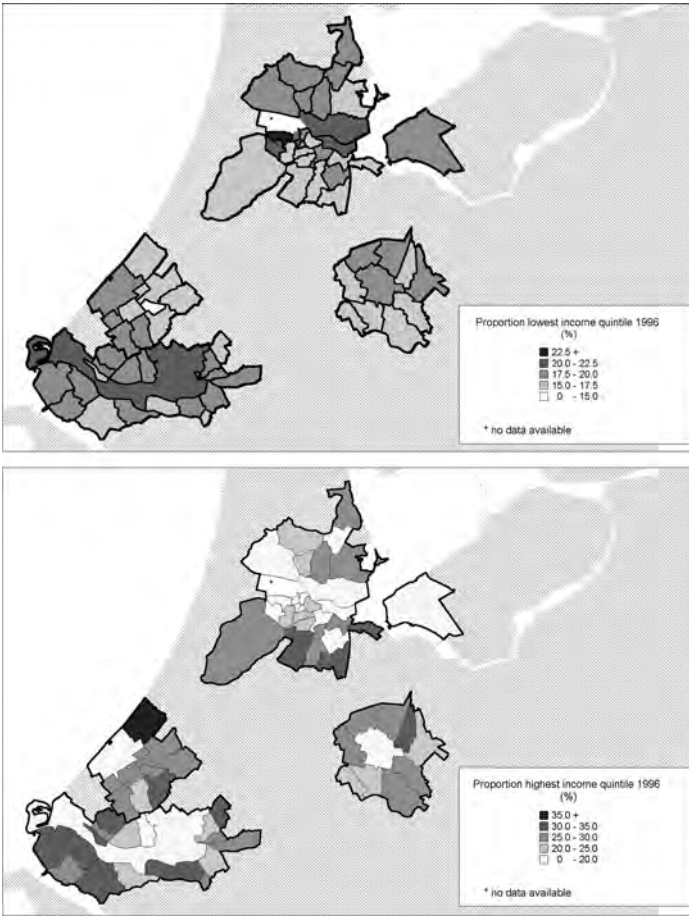 Proportion lowest income quintile 1996
(%)
22.5 +
20.0 - 22.5
17.5 - 20.0
15.0 - 17.5
0 - 15.0
* no data available
Proportion highest income quintile 1996
(%)
35.0 +
30.0 - 35.0
25.0 - 30.0
20.0 - 25.0
0 - 20.0
* no data available